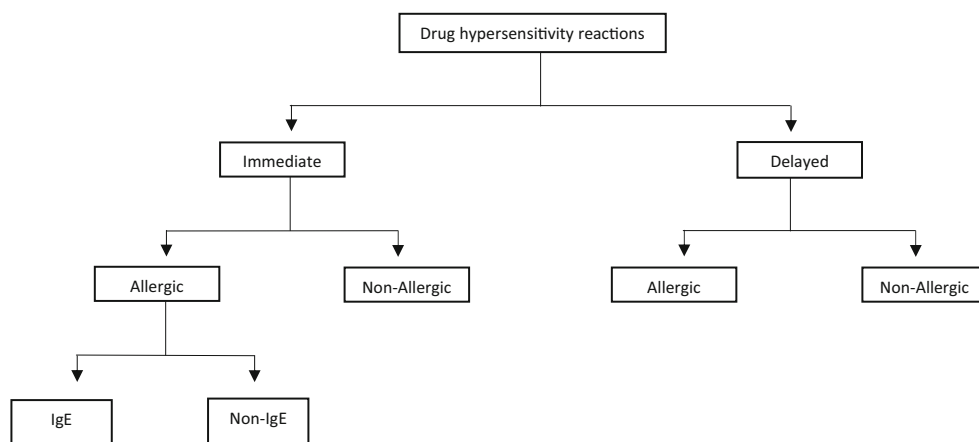 Drug hypersensitivity reactions
Immediate
Delayed
Allergic
Non-Allergic
Allergic
Non-Allergic
IgE
Non-IgE